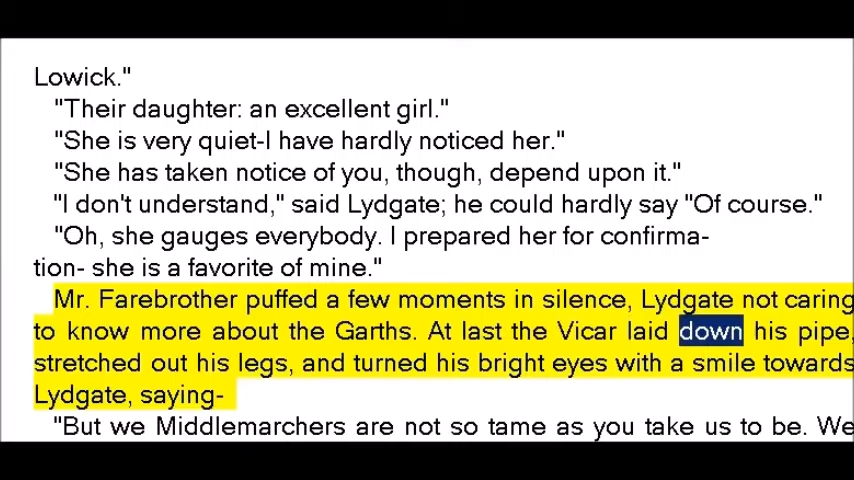 Lowick."
"Their daughter: an excellent girl."
"She is very quiet-I have hardly noticed her."
"She has taken notice of you, though, depend upon it."
"I don't understand," said Lydgate; he could hardly say "Of course."
"Oh, she gauges everybody. I prepared her for confirma-
tion- she is a favorite of mine."
Mr. Farebrother puffed a few moments in silence, Lydgate not caring
to know more about the Garths. At last the Vicar laid down his pipe,
stretched out his legs, and turned his bright eyes with a smile towards
Lydgate, saying-
"But we Middlemarchers are not so tame as you take us to be. We